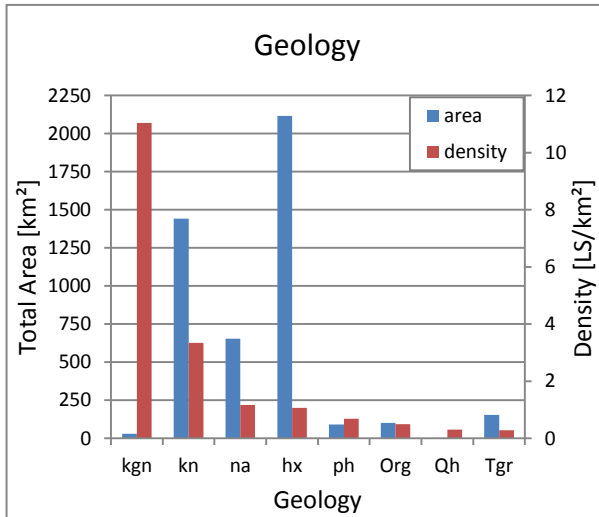 Geology
area
density
2250
2000
1750
1500
1250
1000
750
500
250
0
Total Area [km²]
12
10
8
6
4
2
0
Density [LS/km²]
kgn kn na hx ph Org Qh Tgr
Geology